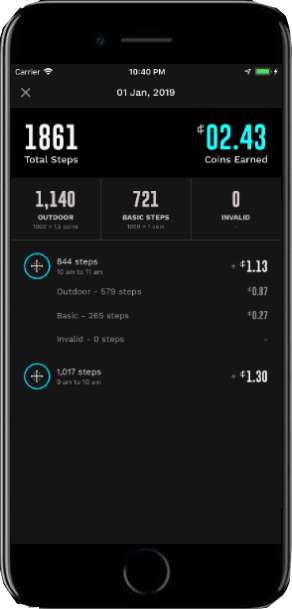 Carrier 10:40 PM
01 Jan, 2019
1861 ¢02.43
Total Steps Coins Earned
1,140 721 0
OUTDOOR BASIC STEPS INVALID
1000 = 1.5 coins 1000 = 1 coin -
844 steps + ¢1.13
10 am to 11 am
Outdoor - 579 steps ¢0.87
Basic - 265 steps ¢0.27
Invalid - 0 steps -
1,017 steps + ¢1.30
9 am to 10 am